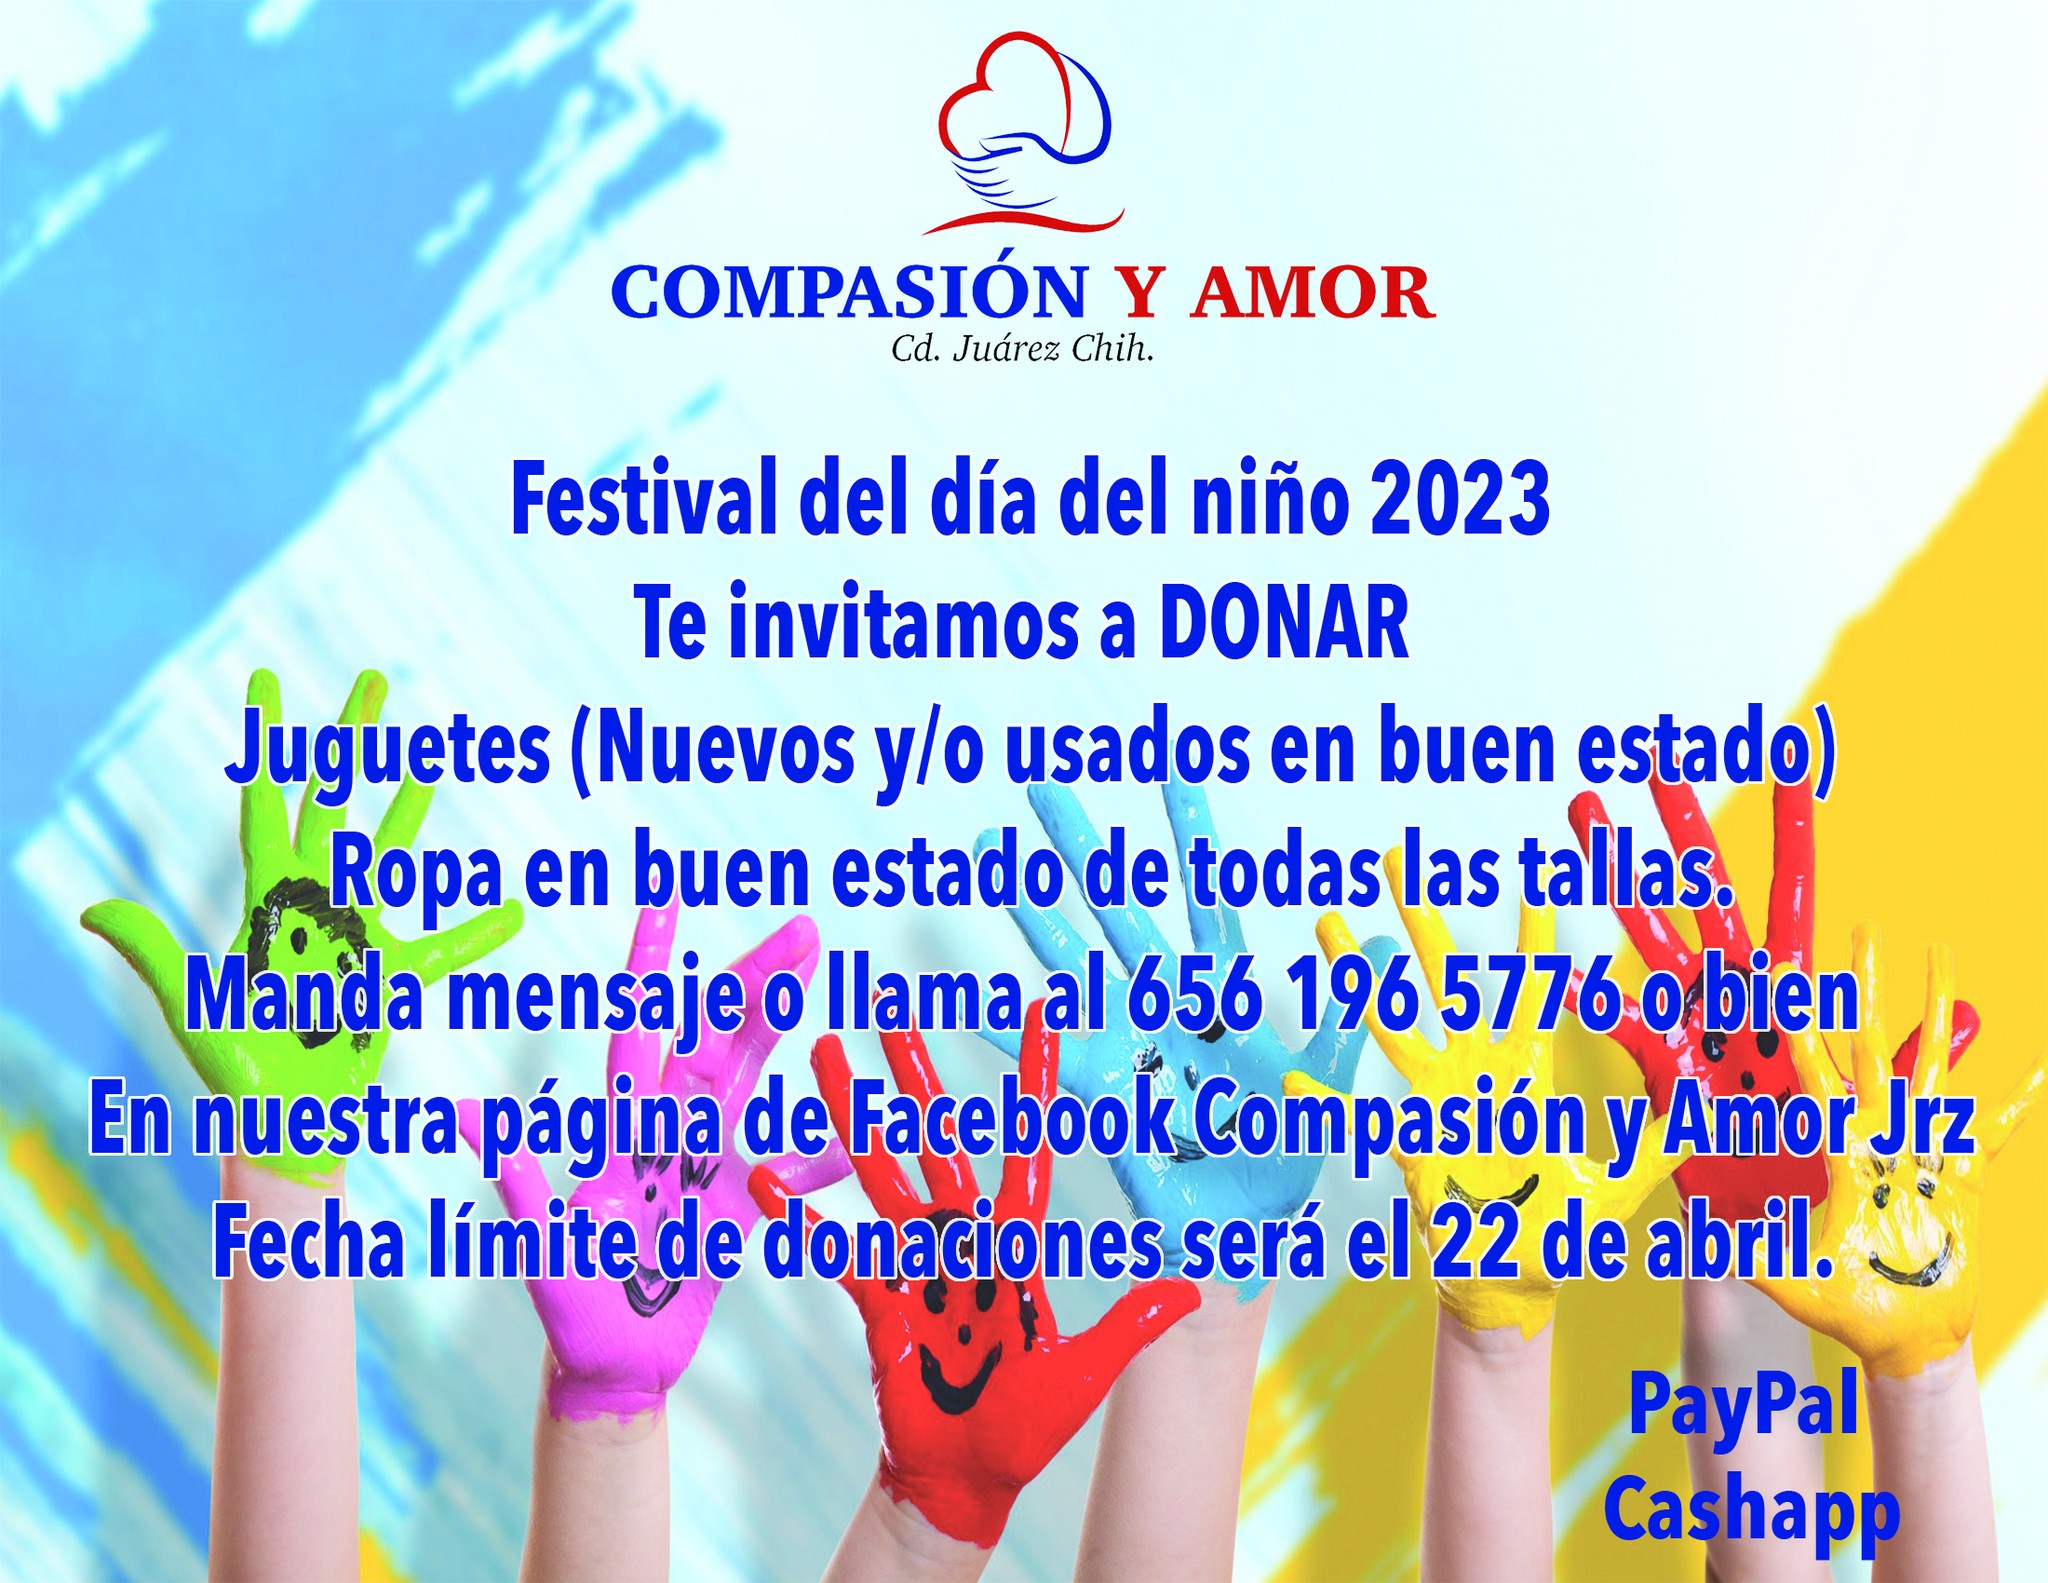 COMPASIÓN Y AMOR
Cd. Juárez Chih.
Festival del día del niño 2023
Te invitamos a DONAR
Juguetes (Nuevos y/o usados en buen estado)
Ropa en buen estado de todas las tallas.
Manda mensaje o llama al 656 196 5776 o bien
En nuestra página de Facebook Compasión y Amor Jrz
Fecha límite de donaciones será el 22 de abril.
PayPal
Cashapp